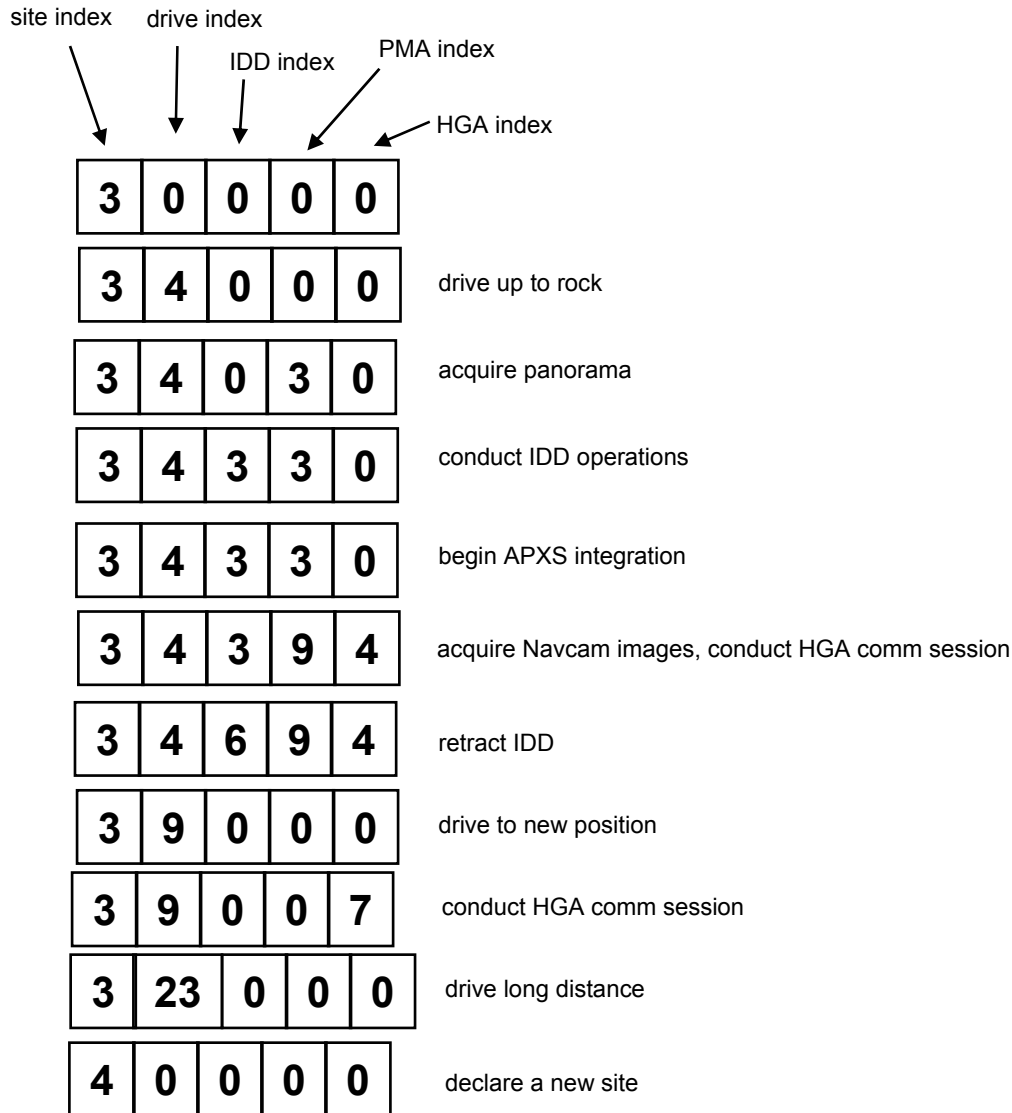 site index drive index
IDD index PMA index
HGA index
3 0 0 0 0
3 4 0 0 0 drive up to rock
3 4 0 3 0 acquire panorama
3 4 3 3 0 conduct IDD operations
3 4 3 3 0 begin APXS integration
3 4 3 9 4 acquire Navcam images, conduct HGA comm session
3 4 6 9 4 retract IDD
3 9 0 0 0 drive to new position
3 9 0 0 7 conduct HGA comm session
3 23 0 0 0 drive long distance
4 0 0 0 0 declare a new site